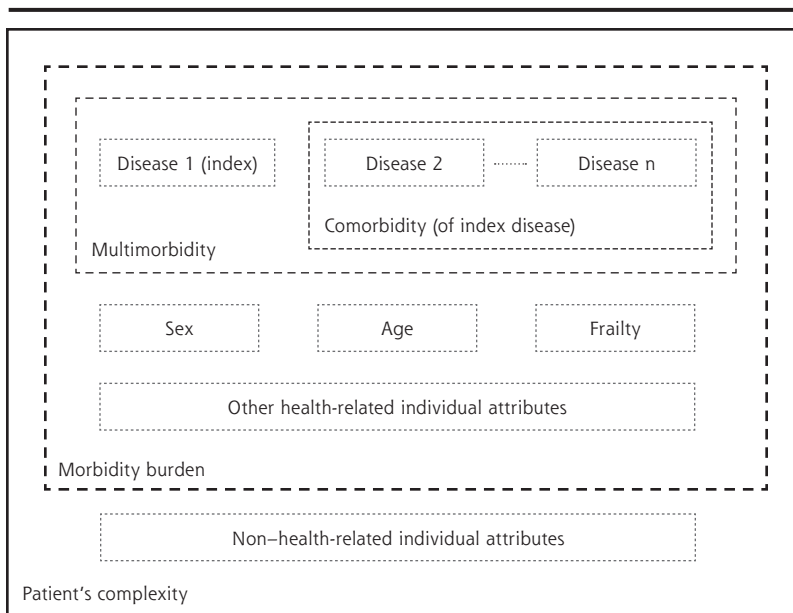 Disease 1 (index)
Disease 2
Disease n
Comorbidity (of index disease)
Multimorbidity
Sex
Age
Frailty
Other health-related individual attributes
Morbidity burden
Non–health-related individual attributes
Patient's complexity